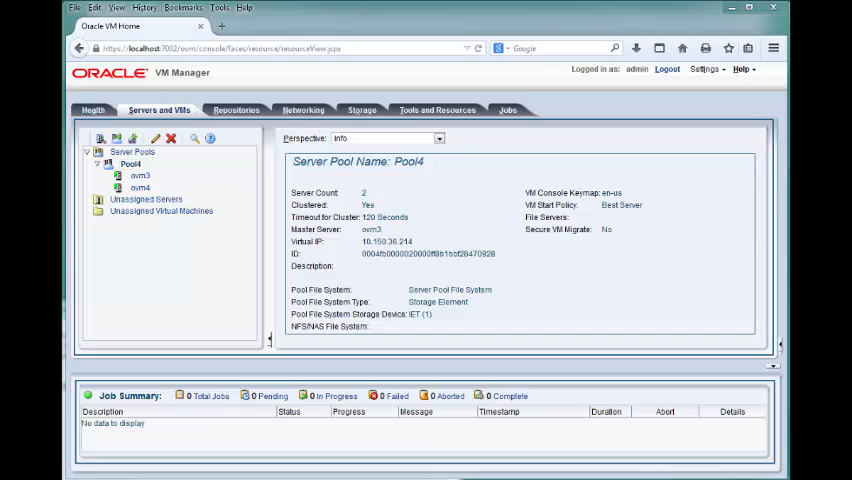 File Edit View History Bookmarks Tools Help
Oracle VM Home
https://localhost:7002/ovm/console/faces/resource/resourceView.jspx
Google
ORACLE VM Manager
Logged in as: admin Logout Settings Help
Health Servers and VMs Repositories Networking Storage Tools and Resources Jobs
Perspective: Info
Server Pools
Pool4
ovm3
ovm4
Unassigned Servers
Unassigned Virtual Machines
Server Pool Name: Pool4
Server Count: 2
Clustered: Yes
Timeout for Cluster: 120 Seconds
Master Server: ovm3
Virtual IP: 10.150.36.214
ID: 0004fb0000020000ff8b1bbf28470928
Description:
VM Console Keymap: en-us
VM Start Policy: Best Server
File Servers:
Secure VM Migrate: No
Pool File System: Server Pool File System
Pool File System Type: Storage Element
Pool File System Storage Device: IET (1)
NFS/NAS File System:
Job Summary: 0 Total Jobs 0 Pending 0 In Progress 0 Failed 0 Aborted 0 Complete
Description Status Progress Message Timestamp Duration Abort Details
No data to display